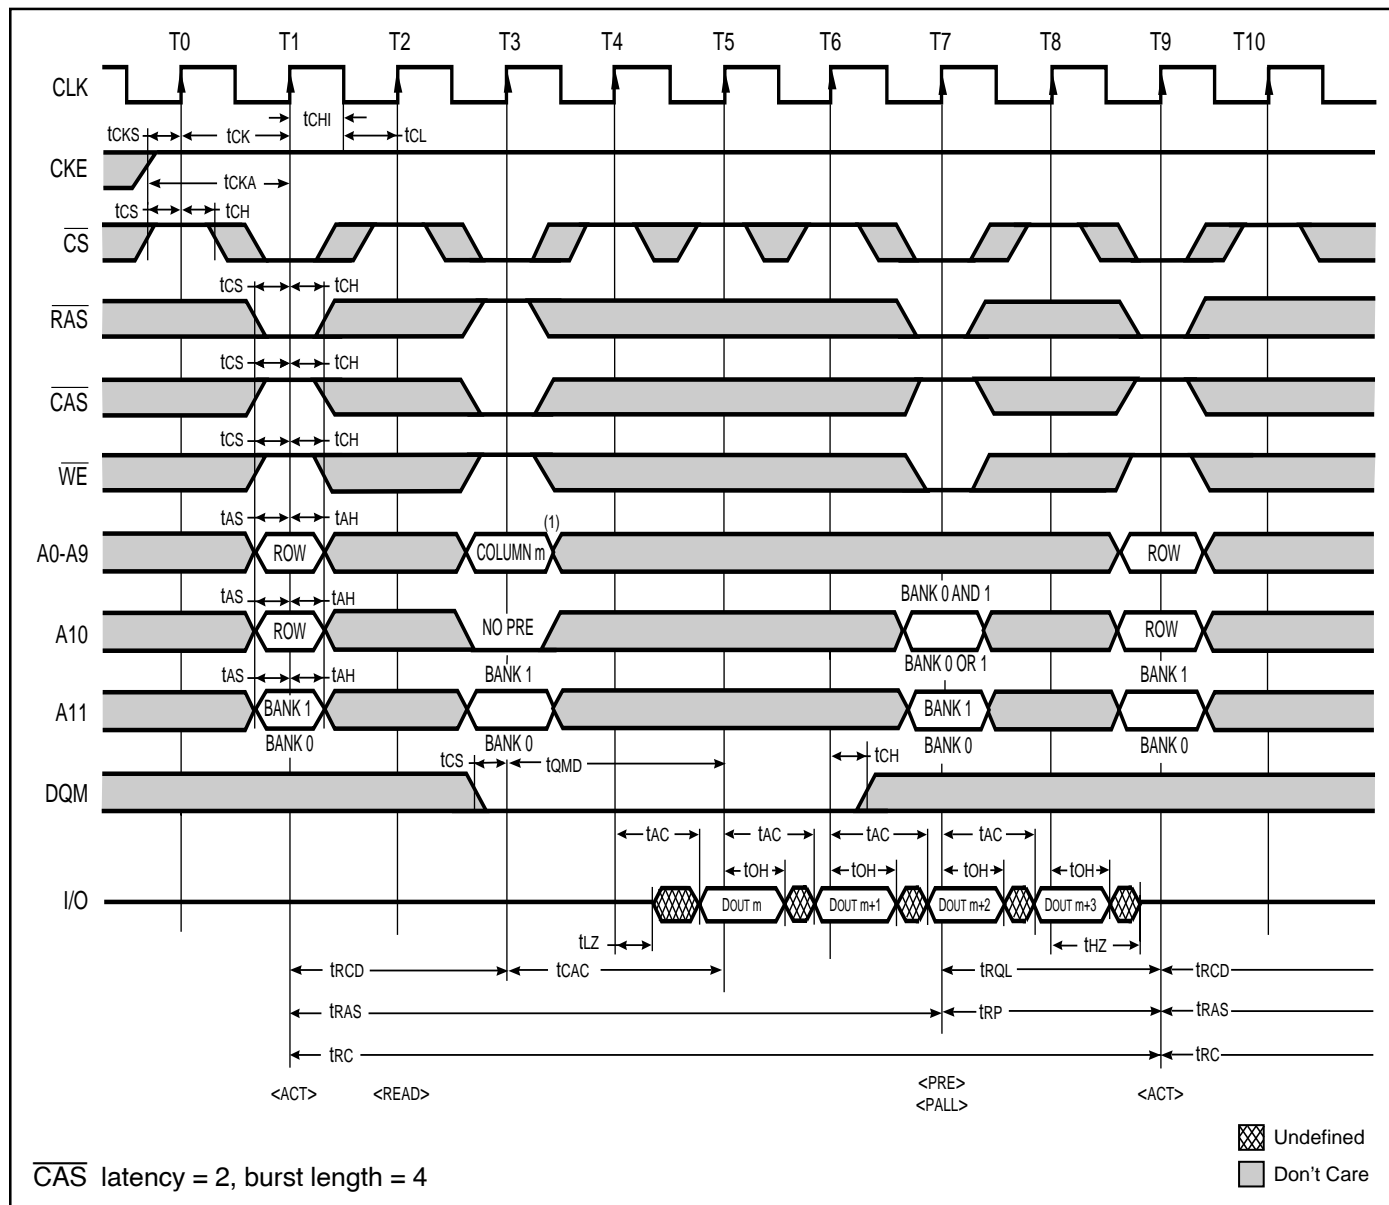 T0 T1 T2 T3 T4 T5 T6 T7 T8 T9 T10
CLK
tCHI
tCKS tCK tCL
CKE
tCKA
tCS tCH
CS
tCS tCH
RAS
tCS tCH
CAS
tCS tCH
WE
tAS tAH (1)
A0-A9 ROW COLUMN m ROW
tAS tAH BANK 0 AND 1
A10 ROW NO PRE ROW
tAS tAH BANK 1 BANK 0 OR 1 BANK 1
A11 BANK 1 BANK 1
BANK 0 BANK 0 BANK 0 BANK 0
tCS tQMD tCH
DQM
tAC tAC tAC tAC
tOH tOH tOH tOH
I/O DOUT m DOUT m+1 DOUT m+2 DOUT m+3
tLZ tHZ
tRCD tCAC tRQL tRCD
tRAS tRP tRAS
tRC tRC
<ACT> <READ> <PRE> <ACT>
<PALL>
Undefined
CAS latency = 2, burst length = 4 Don't Care